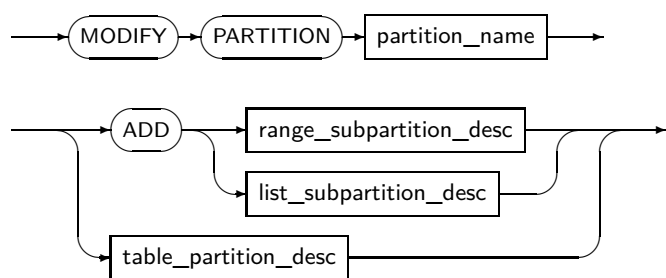 MODIFY PARTITION partition_name
ADD range_subpartition_desc
list_subpartition_desc
table_partition_desc